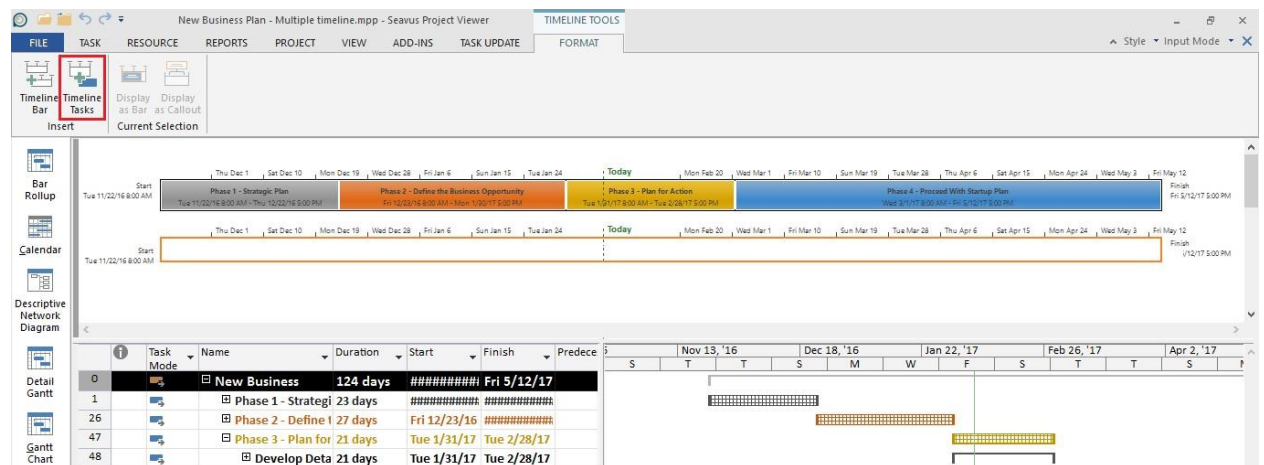 New Business Plan - Multiple timeline.mpp - Seavus Project Viewer
TIMELINE TOOLS
FILE TASK RESOURCE REPORTS PROJECT VIEW ADD-INS TASK UPDATE FORMAT
Style Input Mode
Timeline Bar
Timeline Tasks
Display as Bar
Display as Callout
Insert
Current Selection
Bar Rollup
Calendar
Descriptive Network Diagram
Detail Gantt
Gantt Chart
Thu Dec 1 Sat Dec 10 Mon Dec 19 Wed Dec 28 Fri Jan 6 Sun Jan 15 Tue Jan 24 Today Mon Feb 20 Wed Mar 1 Fri Mar 10 Sun Mar 19 Tue Mar 28 Thu Apr 6 Sat Apr 15 Mon Apr 24 Wed May 3 Fri May 12
Start
Tue 11/22/16 8:00 AM
Phase 1 - Strategic Plan
Tue 11/22/16 8:00 AM - Thu 12/22/16 5:00 PM
Phase 2 - Define the Business Opportunity
Fri 12/23/16 8:00 AM - Mon 1/30/17 5:00 PM
Phase 3 - Plan for Action
Tue 1/31/17 8:00 AM - Tue 2/28/17 5:00 PM
Phase 4 - Proceed With Startup Plan
Wed 3/1/17 8:00 AM - Fri 5/12/17 5:00 PM
Finish
Fri 5/12/17 5:00 PM
Thu Dec 1 Sat Dec 10 Mon Dec 19 Wed Dec 28 Fri Jan 6 Sun Jan 15 Tue Jan 24 Today Mon Feb 20 Wed Mar 1 Fri Mar 10 Sun Mar 19 Tue Mar 28 Thu Apr 6 Sat Apr 15 Mon Apr 24 Wed May 3 Fri May 12
Start
Tue 11/22/16 8:00 AM
Finish
/12/17 5:00 PM
Task Mode Name Duration Start Finish Predece
0 New Business 124 days ########## Fri 5/12/17
1 Phase 1 - Strategi 23 days ########## ##########
26 Phase 2 - Define t 27 days Fri 12/23/16 ##########
47 Phase 3 - Plan for 21 days Tue 1/31/17 Tue 2/28/17
48 Develop Deta 21 days Tue 1/31/17 Tue 2/28/17
Nov 13, '16 Dec 18, '16 Jan 22, '17 Feb 26, '17 Apr 2, '17
S T T S M W F S T T S